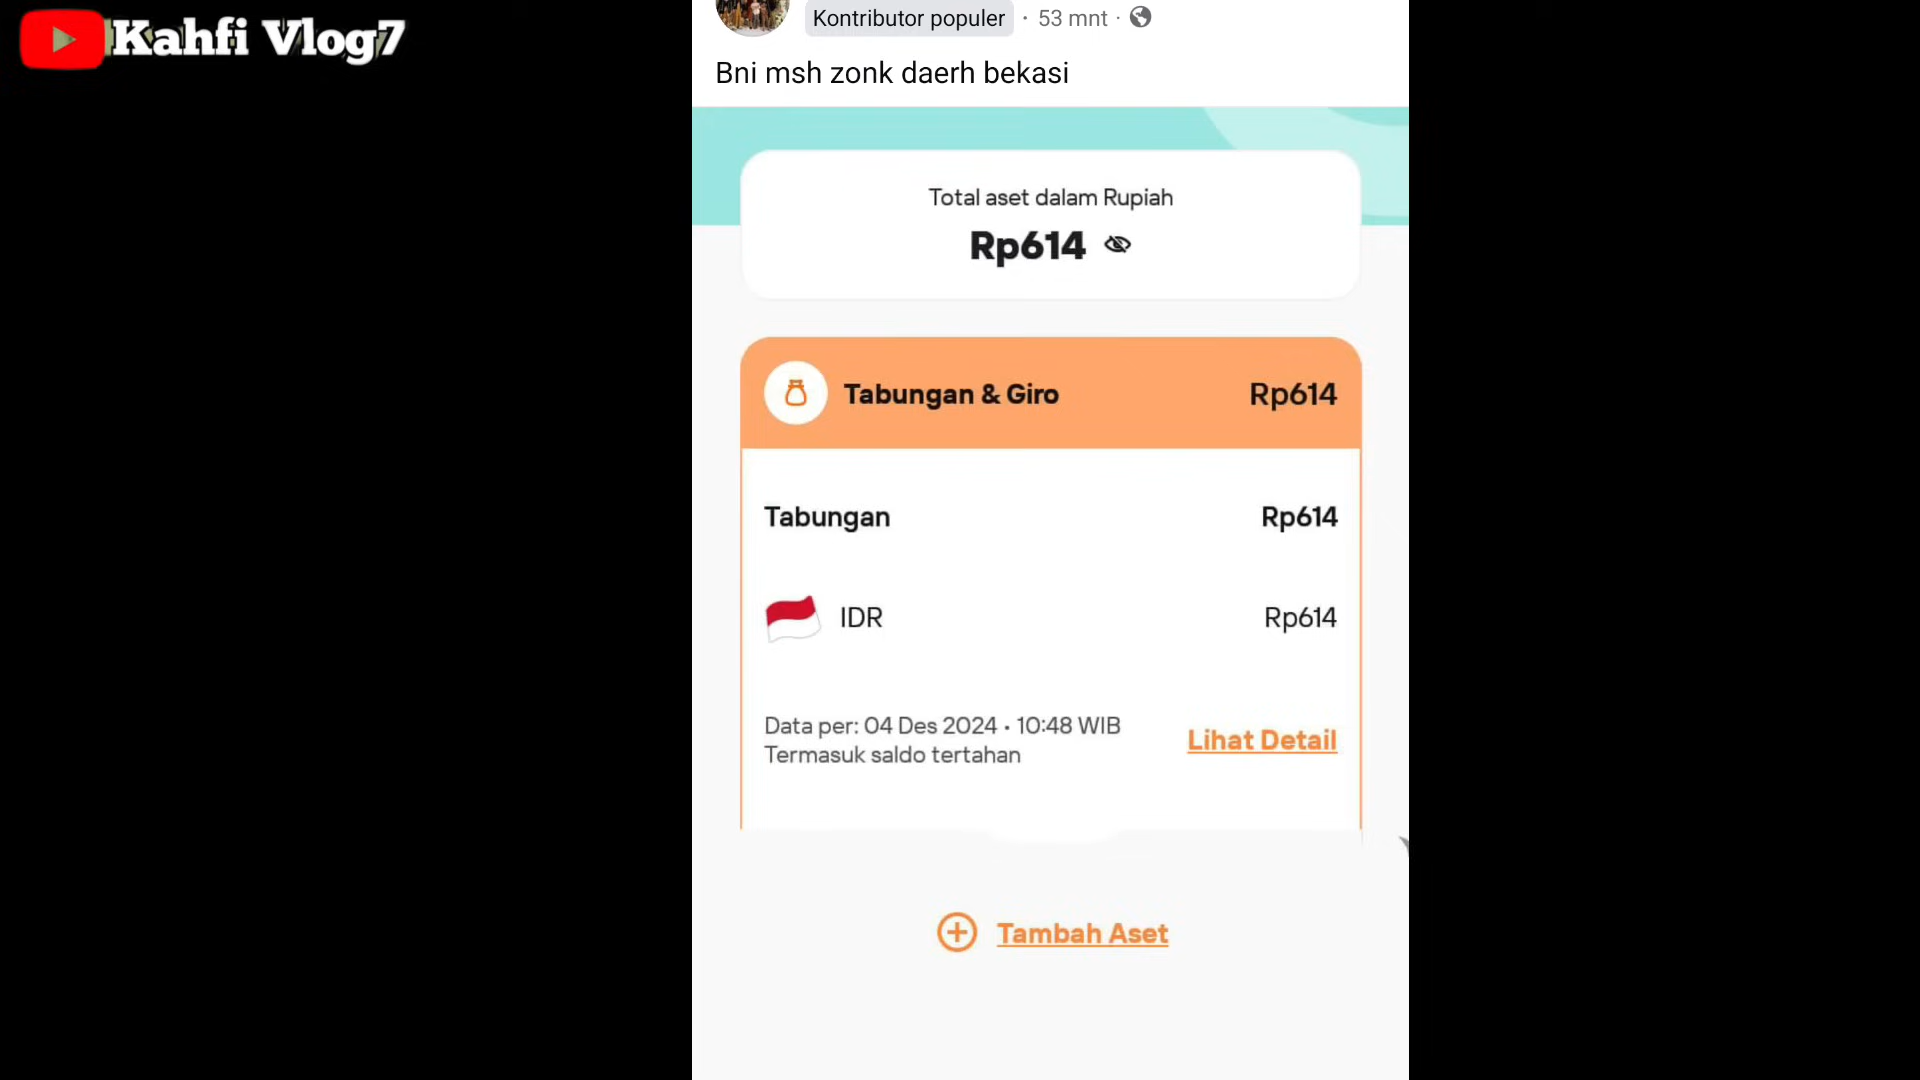 Kahfi Vlog7
Kontributor populer · 53 mnt ·
Bni msh zonk daerh bekasi
Total aset dalam Rupiah
Rp614
Tabungan & Giro Rp614
Tabungan Rp614
IDR Rp614
Data per: 04 Des 2024 • 10:48 WIB
Termasuk saldo tertahan
Lihat Detail
Tambah Aset